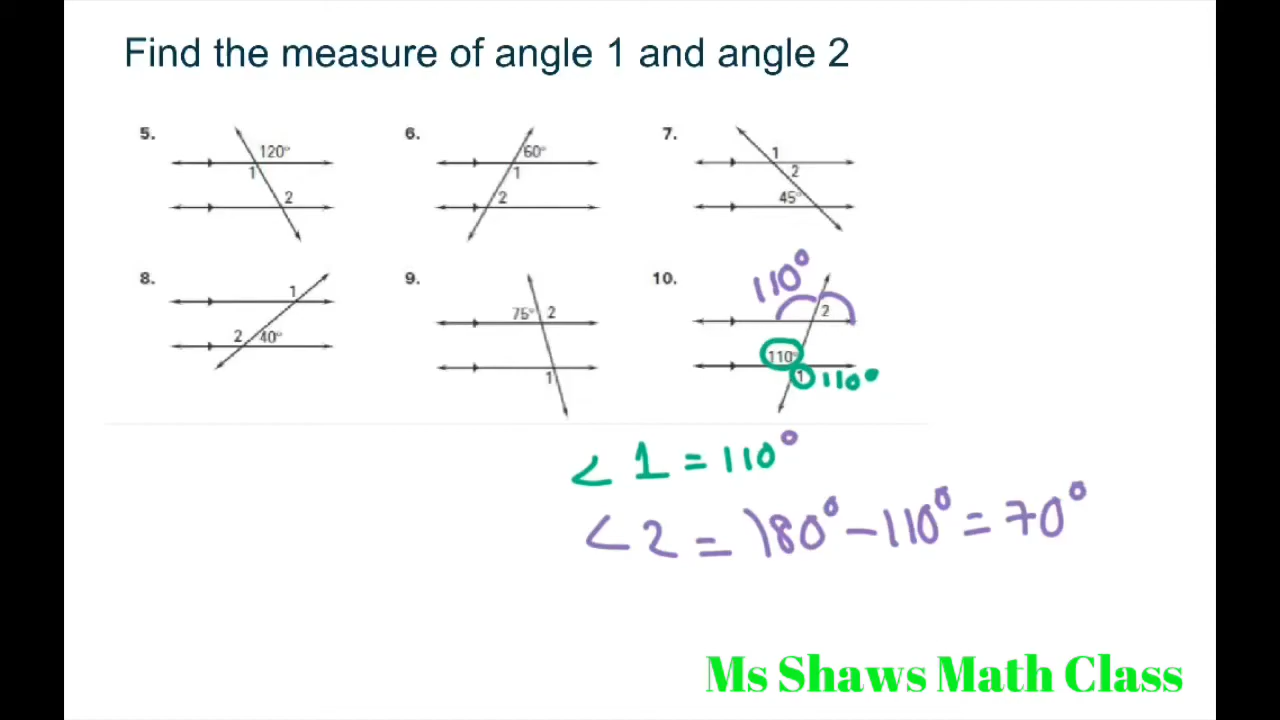 Find the measure of angle 1 and angle 2
5. 120° 1 2
6. 60° 1 2
7. 1 2 45°
8. 1 2 40°
9. 75° 2 1
10. 110° 2 110° 1 110°
< 1 = 110°
< 2 = 180° - 110° = 70°
Ms Shaws Math Class